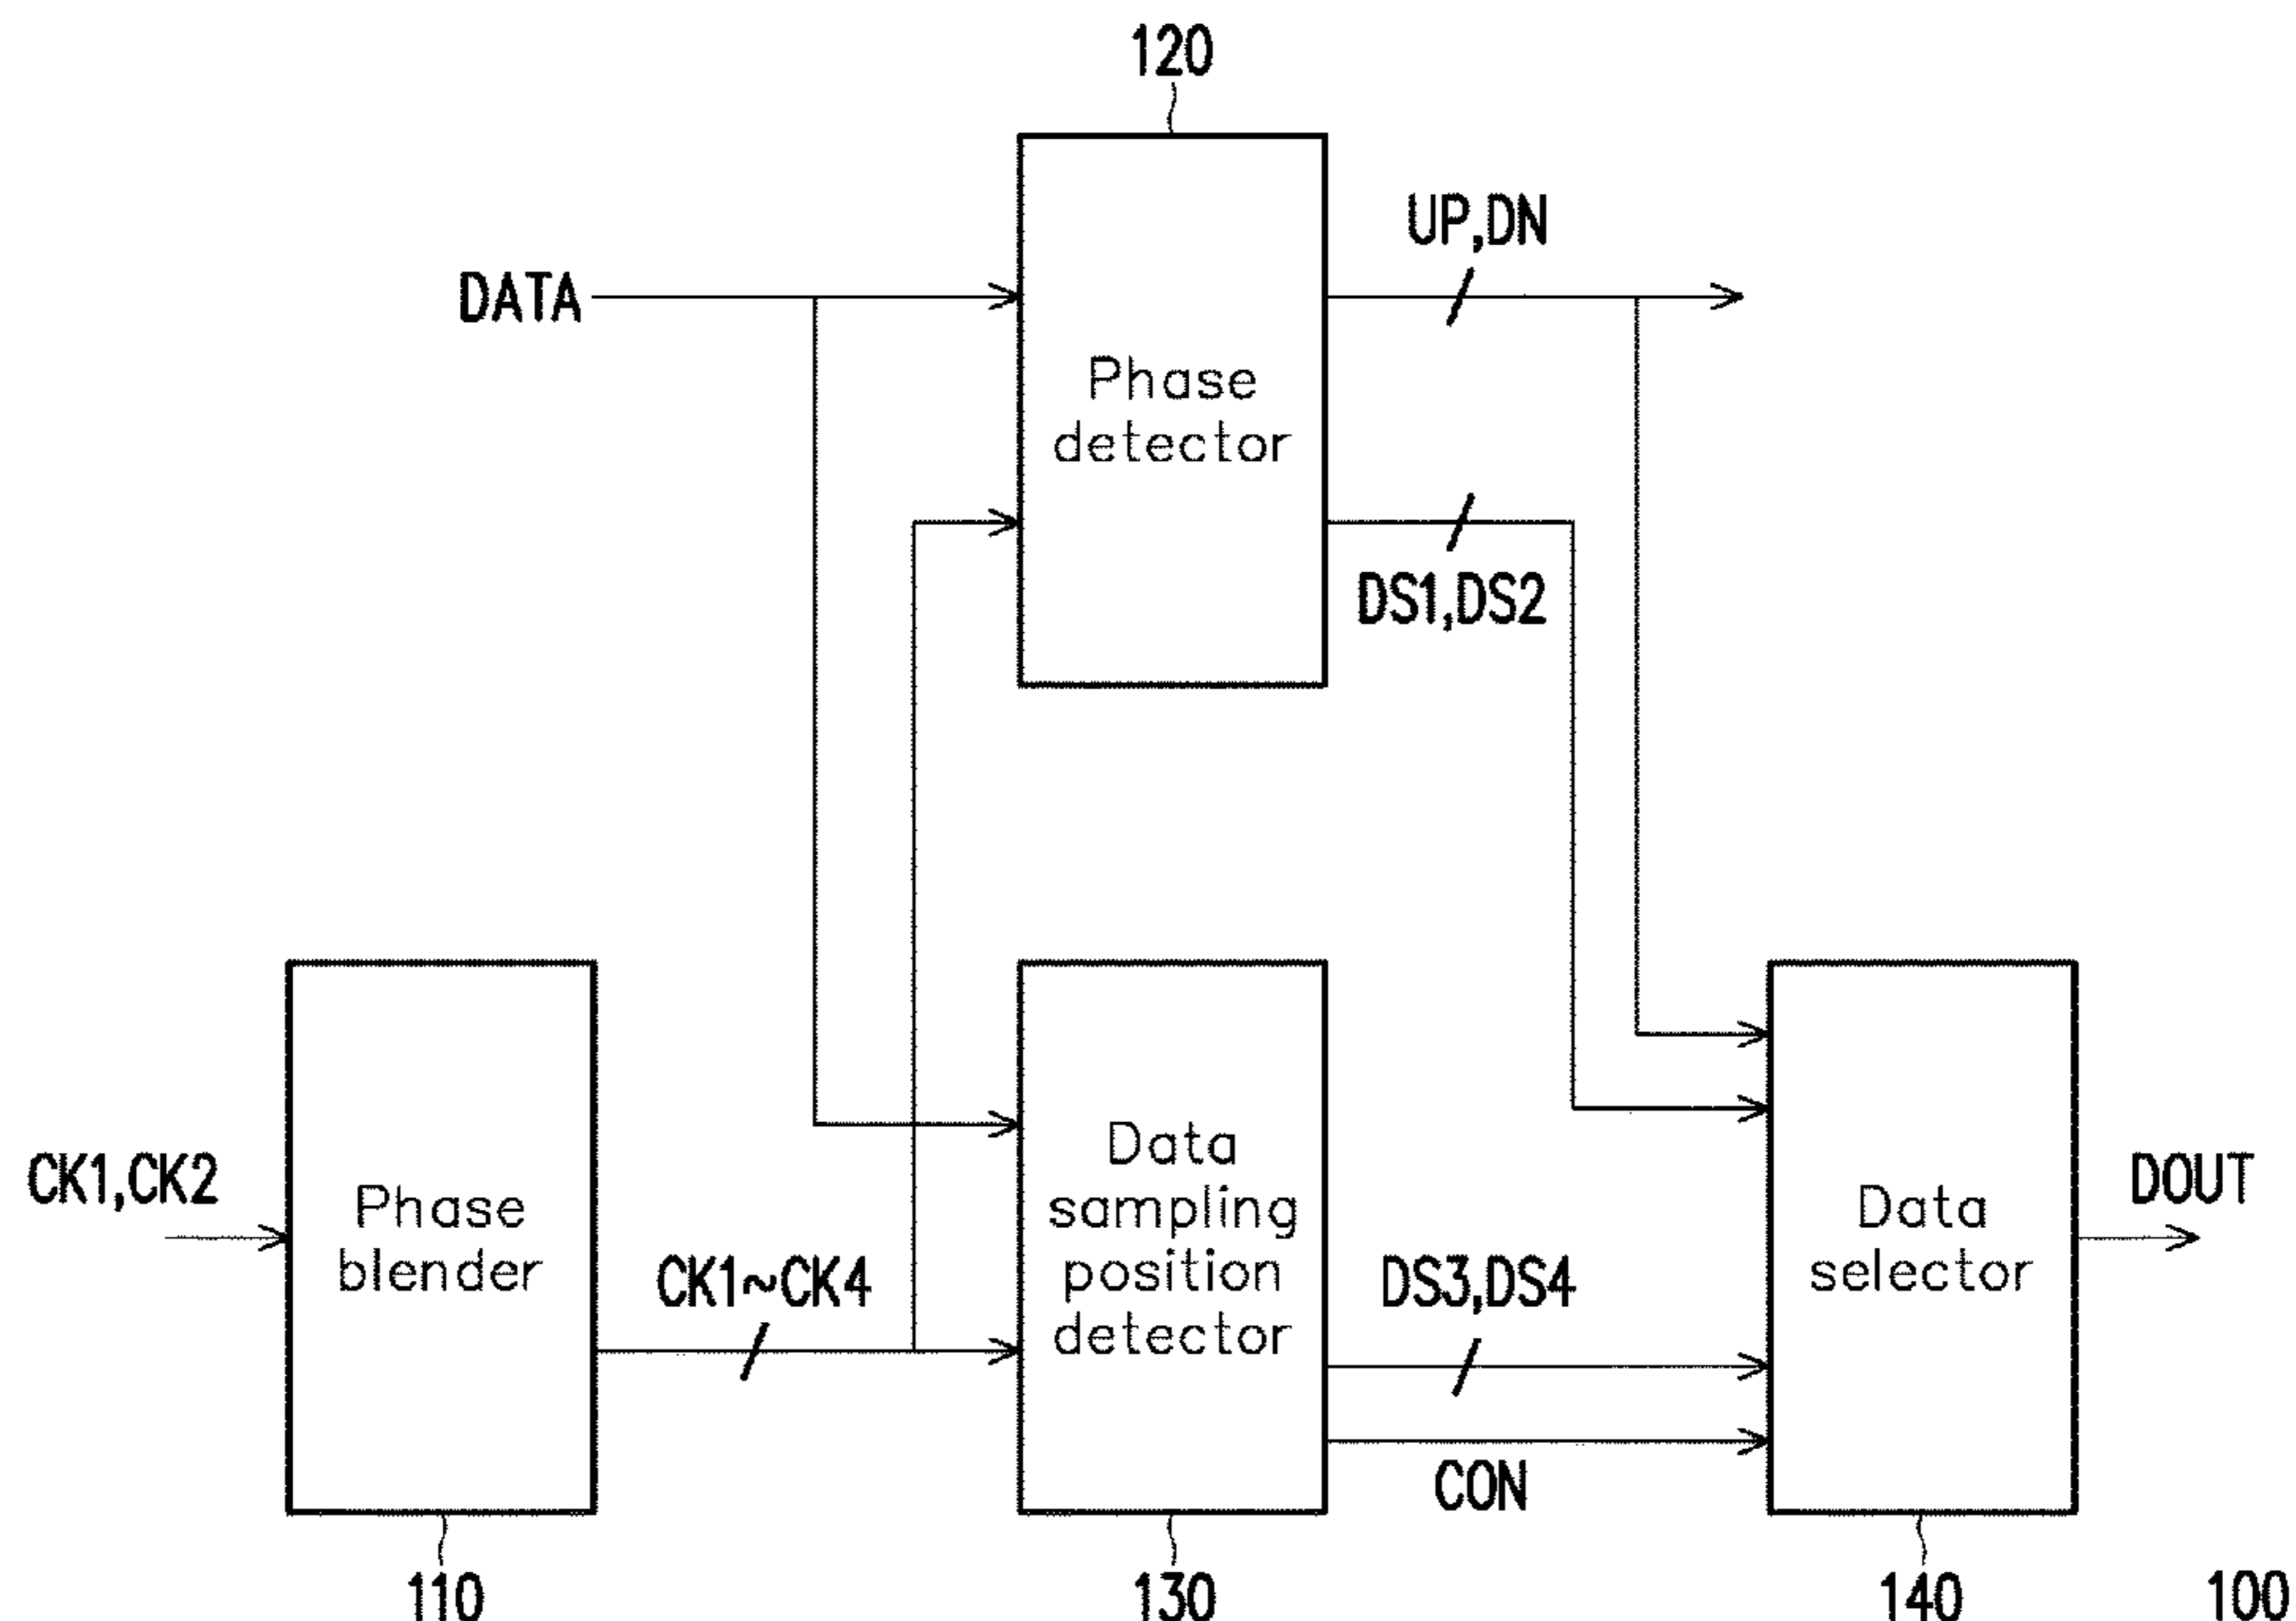 120
UP,DN
DATA
Phase
detector
DS1,DS2
CK1,CK2
Phase
blender
CK1~CK4
Data
sampling
position
detector
DS3,DS4
CON
Data
selector
DOUT
110
130
140
100